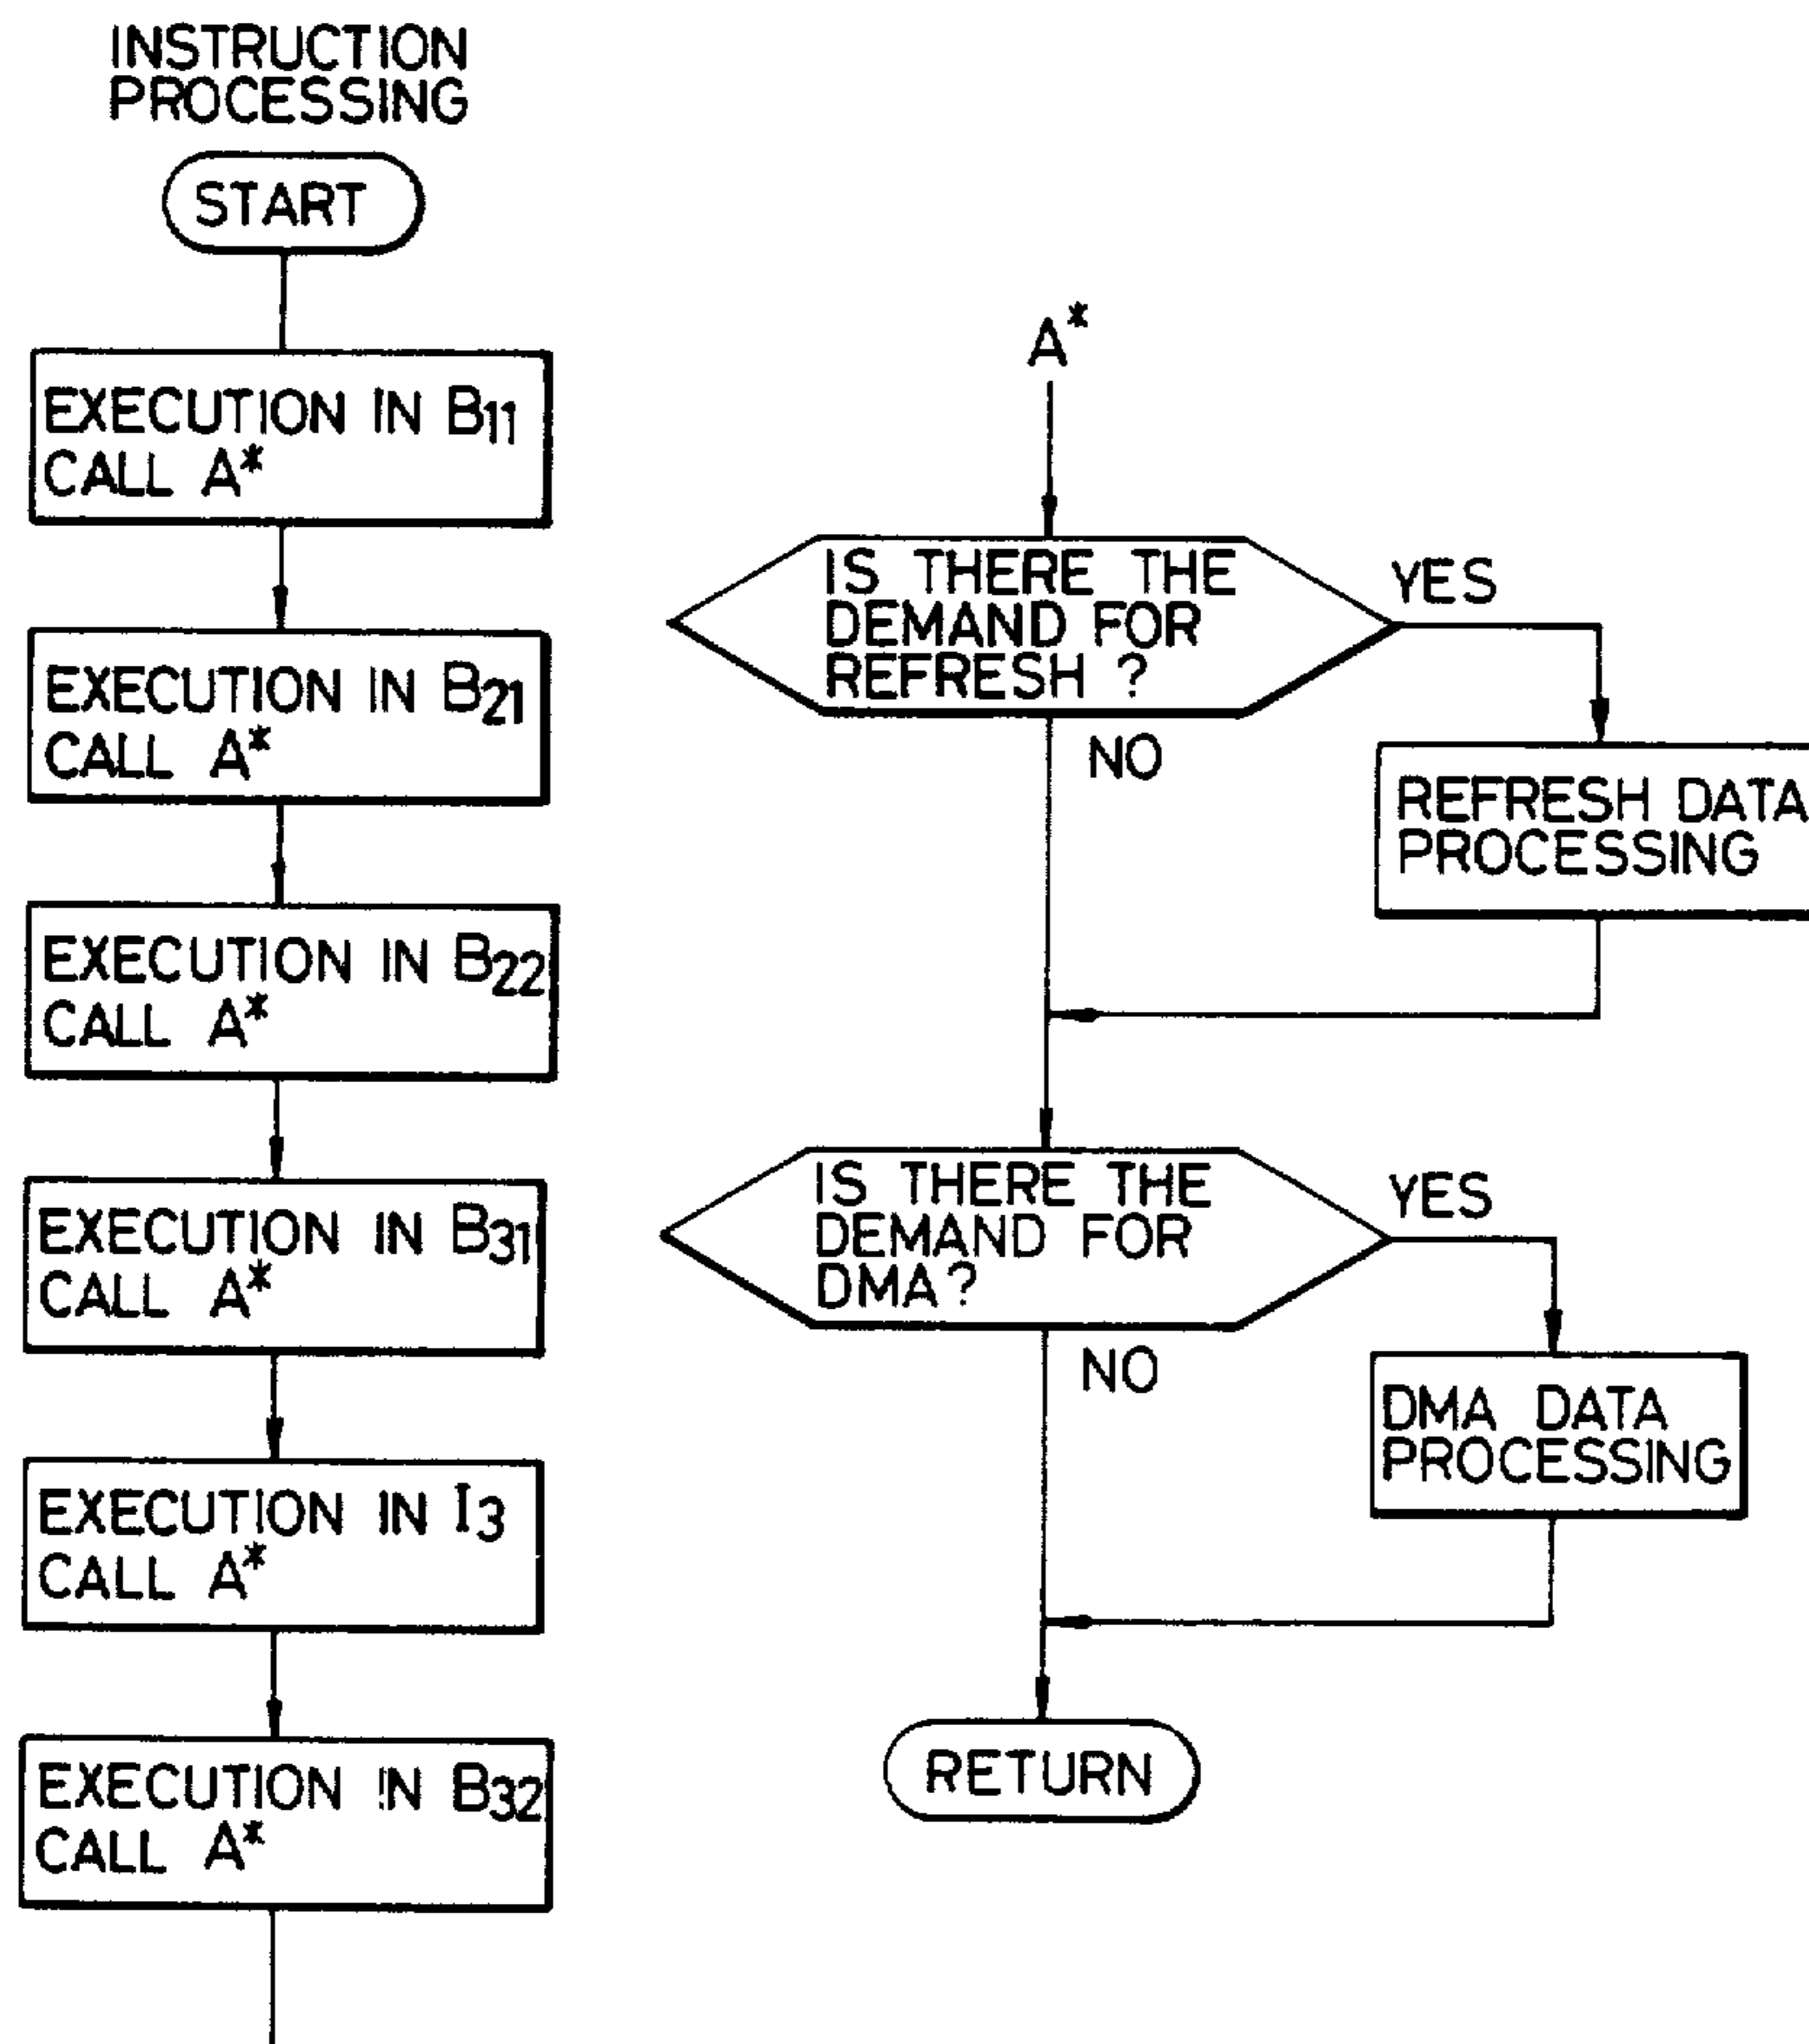 INSTRUCTION
PROCESSING
START
EXECUTION IN B11
CALL A*
EXECUTION IN B21
CALL A*
EXECUTION IN B22
CALL A*
EXECUTION IN B31
CALL A*
EXECUTION IN I3
CALL A*
EXECUTION IN B32
CALL A*
A*
IS THERE THE
DEMAND FOR
REFRESH ?
YES
NO
REFRESH DATA
PROCESSING
IS THERE THE
DEMAND FOR
DMA?
YES
NO
DMA DATA
PROCESSING
RETURN